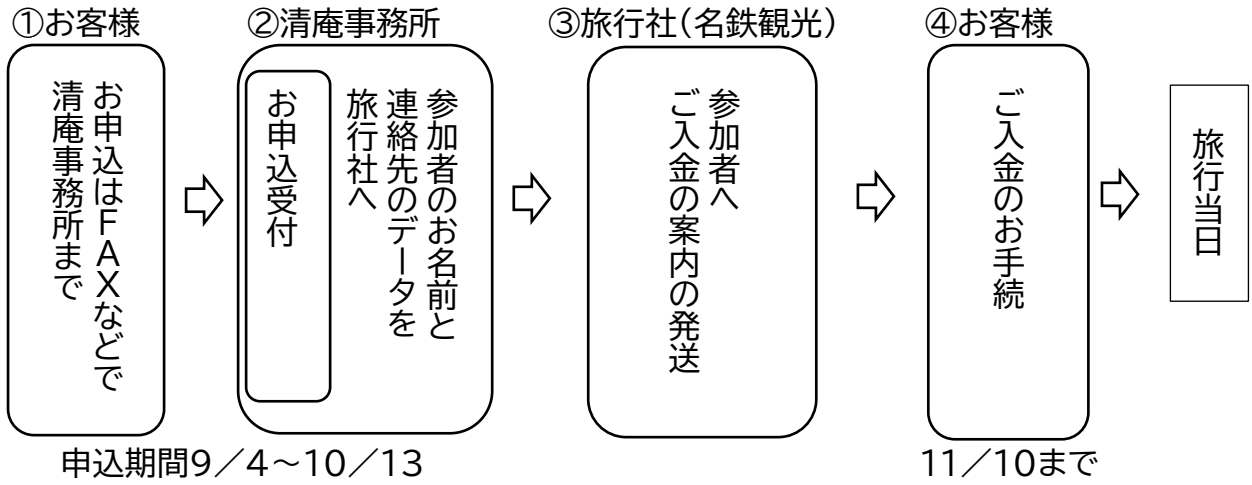 ①お客様
②清庵事務所
③旅行社(名鉄観光)
④お客様
お申込はFAXなどで
清庵事務所まで
お申込受付
参加者のお名前と
連絡先のデータを
旅行社へ
参加者へ
ご入金の案内の発送
ご入金のお手続
旅行当日
申込期間9／4～10／13
11／10まで